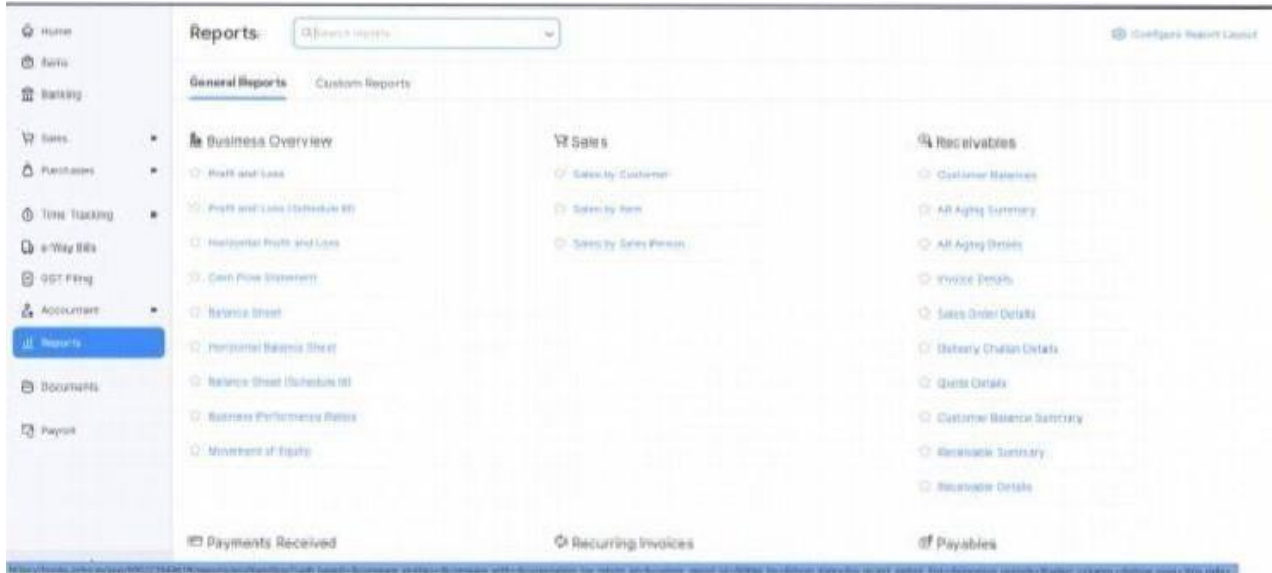 Home
Items
Banking
Sales
Purchases
Time Tracking
e-Way Bills
GST Filing
Accountant
Reports
Documents
Payroll
Reports
Search reports
Configure Report Layout
General Reports
Custom Reports
Business Overview
Profit and Loss
Profit and Loss (Schedule III)
Horizontal Profit and Loss
Cash Flow Statement
Balance Sheet
Horizontal Balance Sheet
Balance Sheet (Schedule III)
Business Performance Ratios
Movement of Equity
Sales
Sales by Customer
Sales by Item
Sales by Sales Person
Receivables
Customer Balances
AR Aging Summary
AR Aging Details
Invoice Details
Sales Order Details
Delivery Challan Details
Quote Details
Customer Balance Summary
Receivable Summary
Receivable Details
Payments Received
Recurring Invoices
Payables